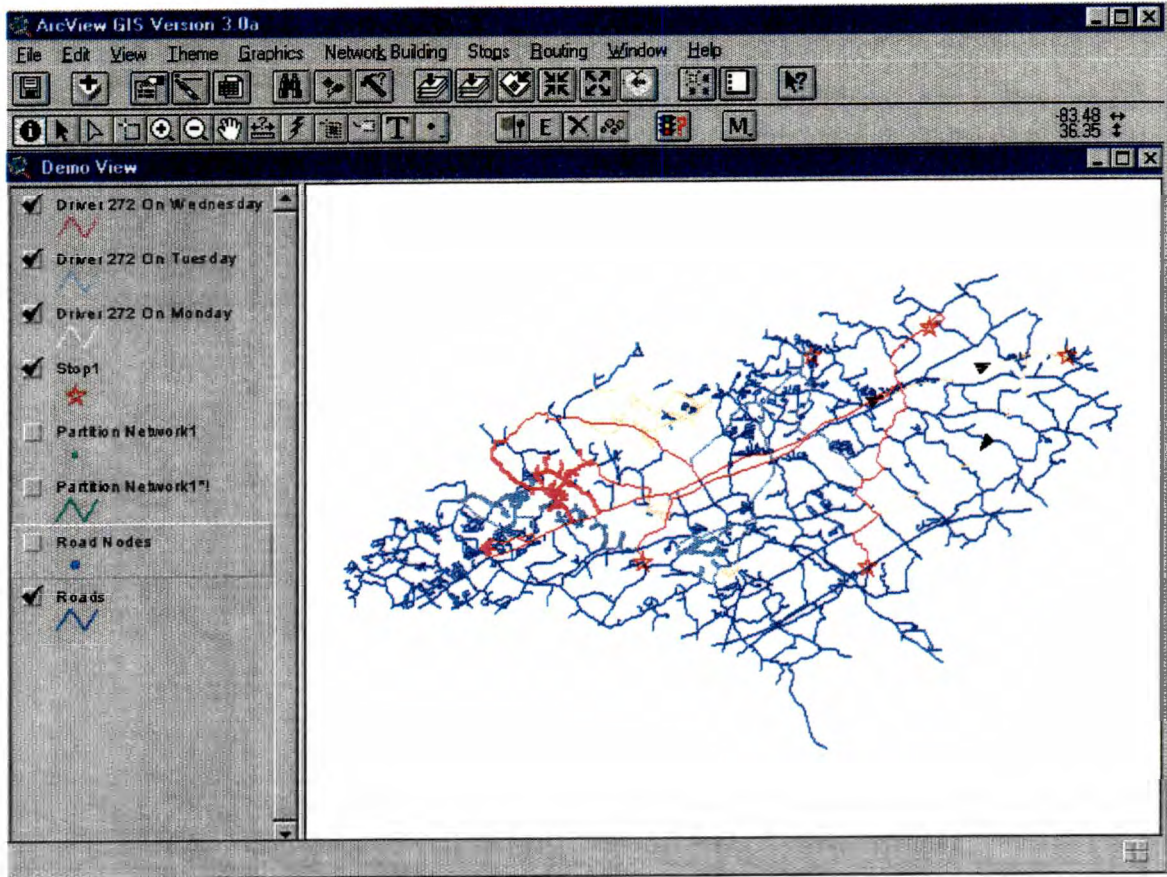 ArcView GIS Version 3.0a
File Edit View Theme Graphics Network Building Stops Routing Window Help
E T M
-83.48
36.35
Demo View
Driver 272 On Wednesday
Driver 272 On Tuesday
Driver 272 On Monday
Stop1
Partition Network1
Partition Network1"!
Road Nodes
Roads